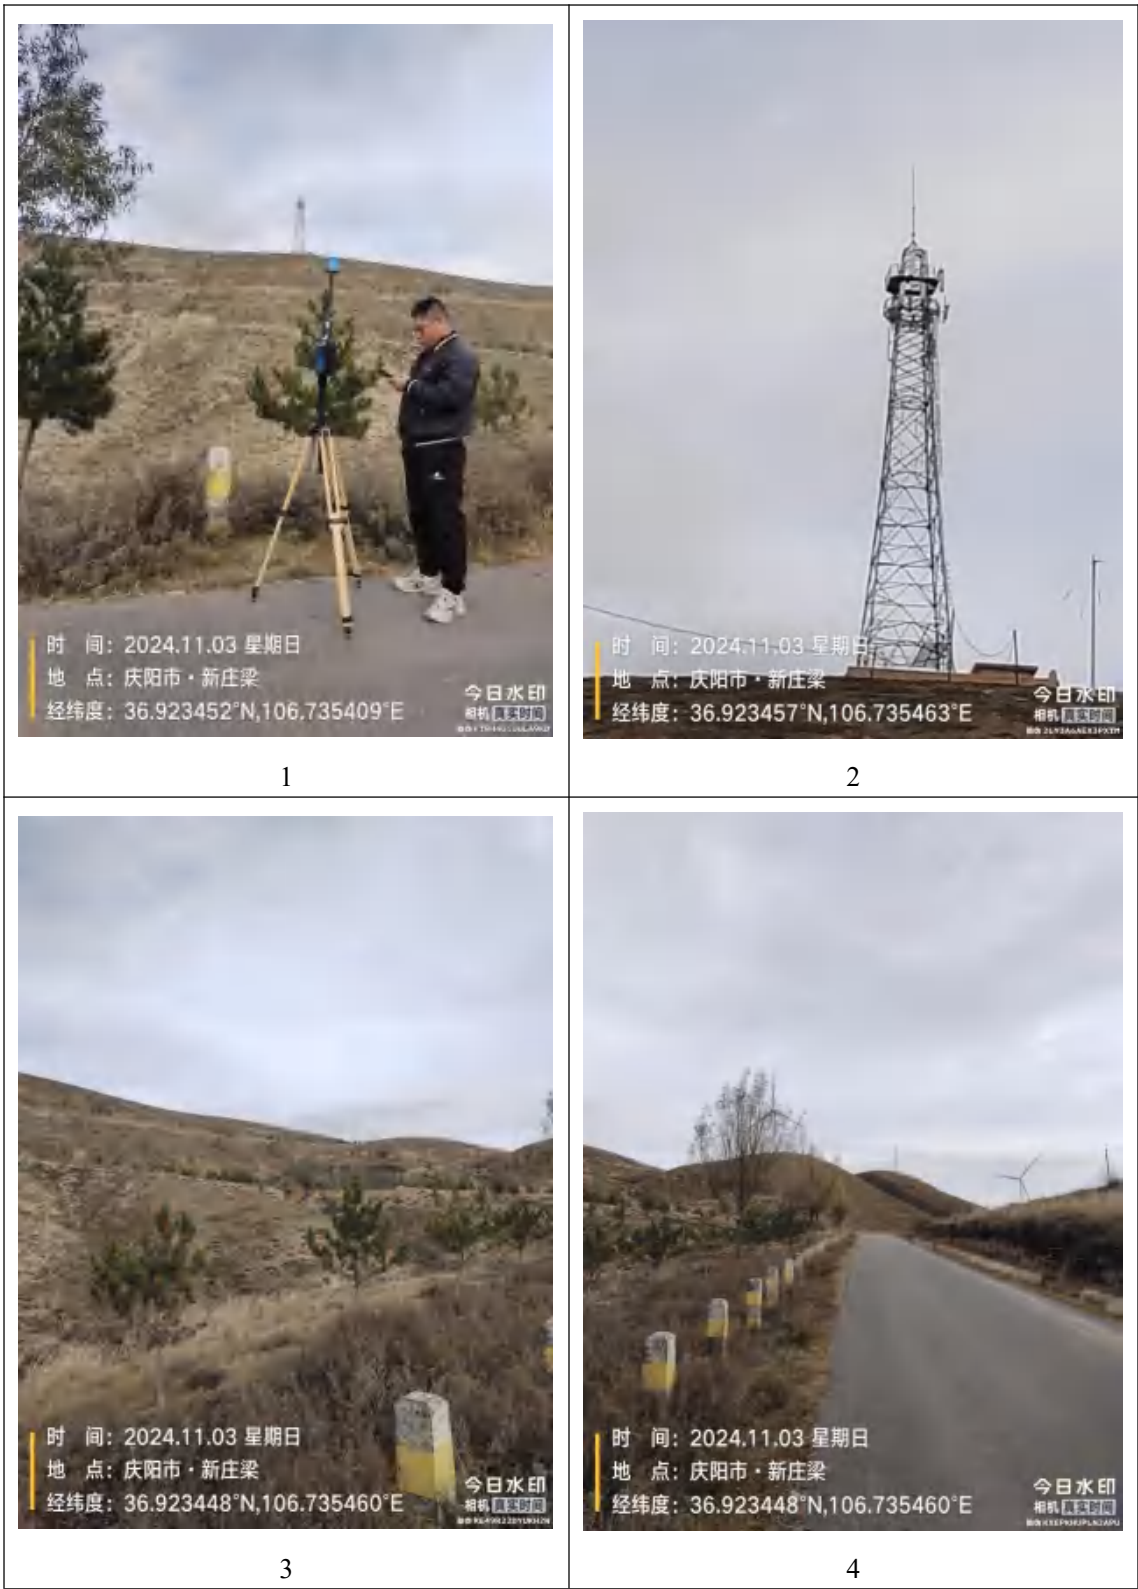 时 间：2024.11.03 星期日
地 点：庆阳市·新庄梁
经纬度：36.923452°N,106.735409°E
今日水印
相机 真实时间
1
时 间：2024.11.03 星期日
地 点：庆阳市·新庄梁
经纬度：36.923457°N,106.735463°E
今日水印
相机 真实时间
2
时 间：2024.11.03 星期日
地 点：庆阳市·新庄梁
经纬度：36.923448°N,106.735460°E
今日水印
相机 真实时间
3
时 间：2024.11.03 星期日
地 点：庆阳市·新庄梁
经纬度：36.923448°N,106.735460°E
今日水印
相机 真实时间
4